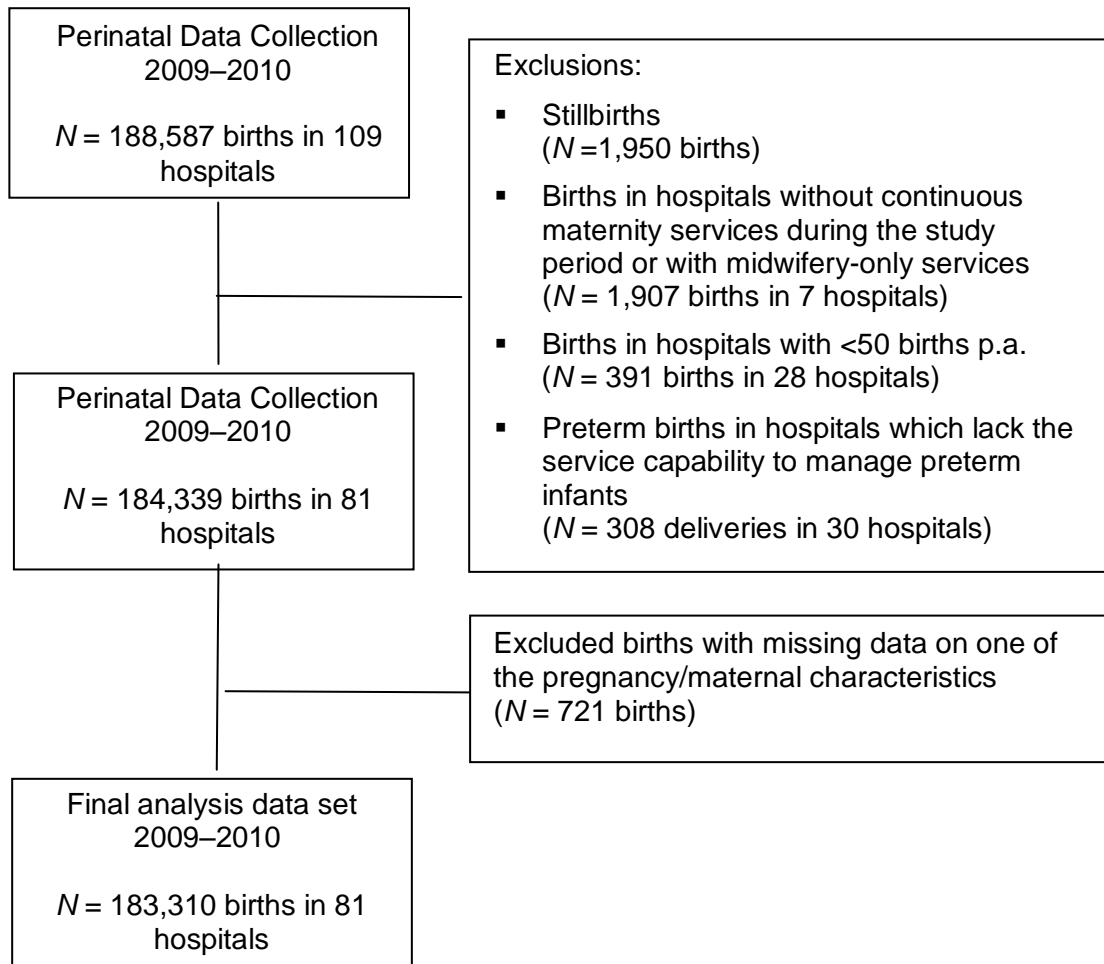 Perinatal Data Collection
2009–2010
N = 188,587 births in 109
hospitals
Exclusions:
▪ Stillbirths
(N =1,950 births)
▪ Births in hospitals without continuous
maternity services during the study
period or with midwifery-only services
(N = 1,907 births in 7 hospitals)
▪ Births in hospitals with <50 births p.a.
(N = 391 births in 28 hospitals)
▪ Preterm births in hospitals which lack the
service capability to manage preterm
infants
(N = 308 deliveries in 30 hospitals)
Perinatal Data Collection
2009–2010
N = 184,339 births in 81
hospitals
Excluded births with missing data on one of
the pregnancy/maternal characteristics
(N = 721 births)
Final analysis data set
2009–2010
N = 183,310 births in 81
hospitals